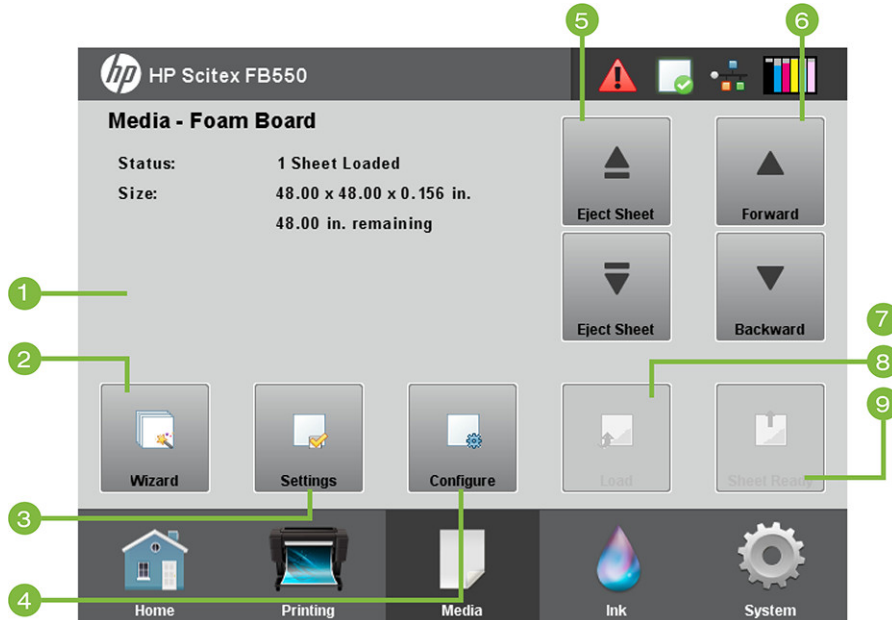 5
6
hp HP Scitex FB550
Media - Foam Board
Status: 1 Sheet Loaded
Size: 48.00 x 48.00 x 0.156 in.
48.00 in. remaining
Eject Sheet
Forward
Eject Sheet
Backward
1
7
2
8
9
Wizard
Settings
Configure
Load
Sheet Ready
3
4
Home
Printing
Media
Ink
System